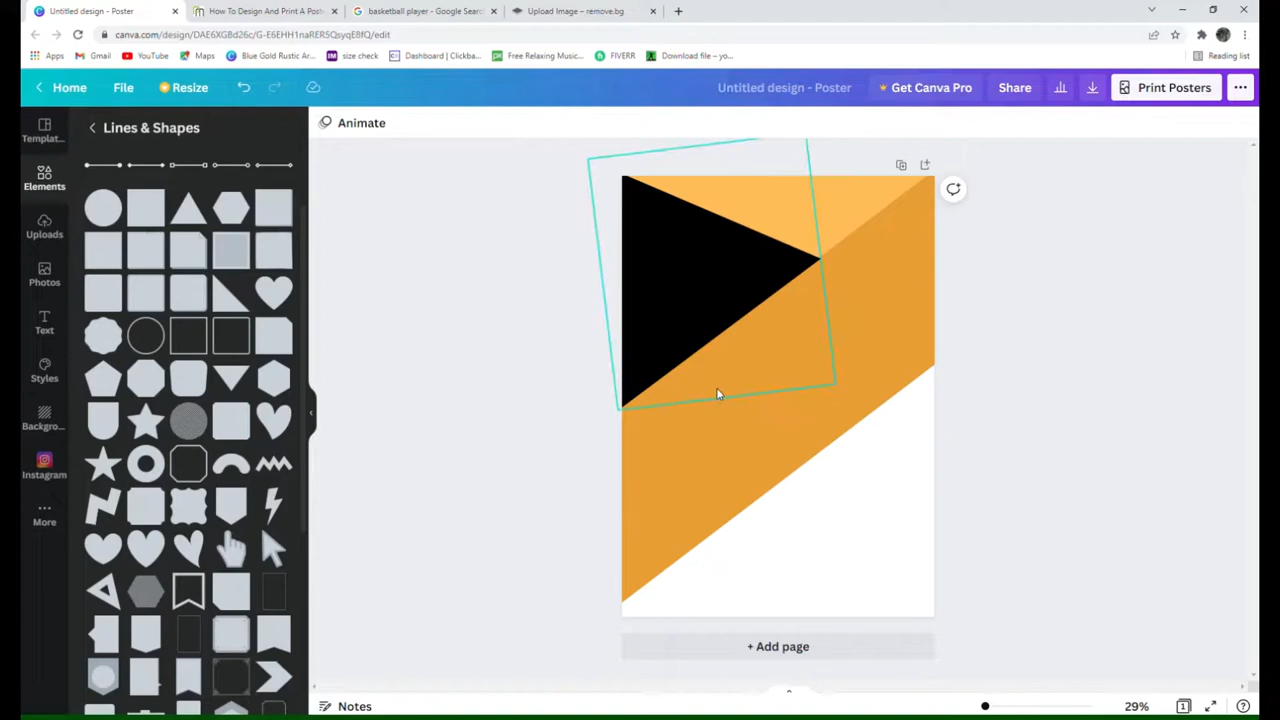 Untitled design - Poster
How To Design And Print A Post
basketball player - Google Searc
Upload Image – remove.bg
canva.com/design/DAE6XGBd26c/G-E6EHH1naRER5QsyqE8fQ/edit
Apps
Gmail
YouTube
Maps
Blue Gold Rustic Ar...
size check
Dashboard | Clickba...
Free Relaxing Music...
FIVERR
Download file – yo...
Reading list
Home
File
Resize
Untitled design - Poster
Get Canva Pro
Share
Print Posters
Templat...
Elements
Uploads
Photos
Text
Styles
Backgro...
Instagram
More
Lines & Shapes
Animate
+ Add page
Notes
29%
1